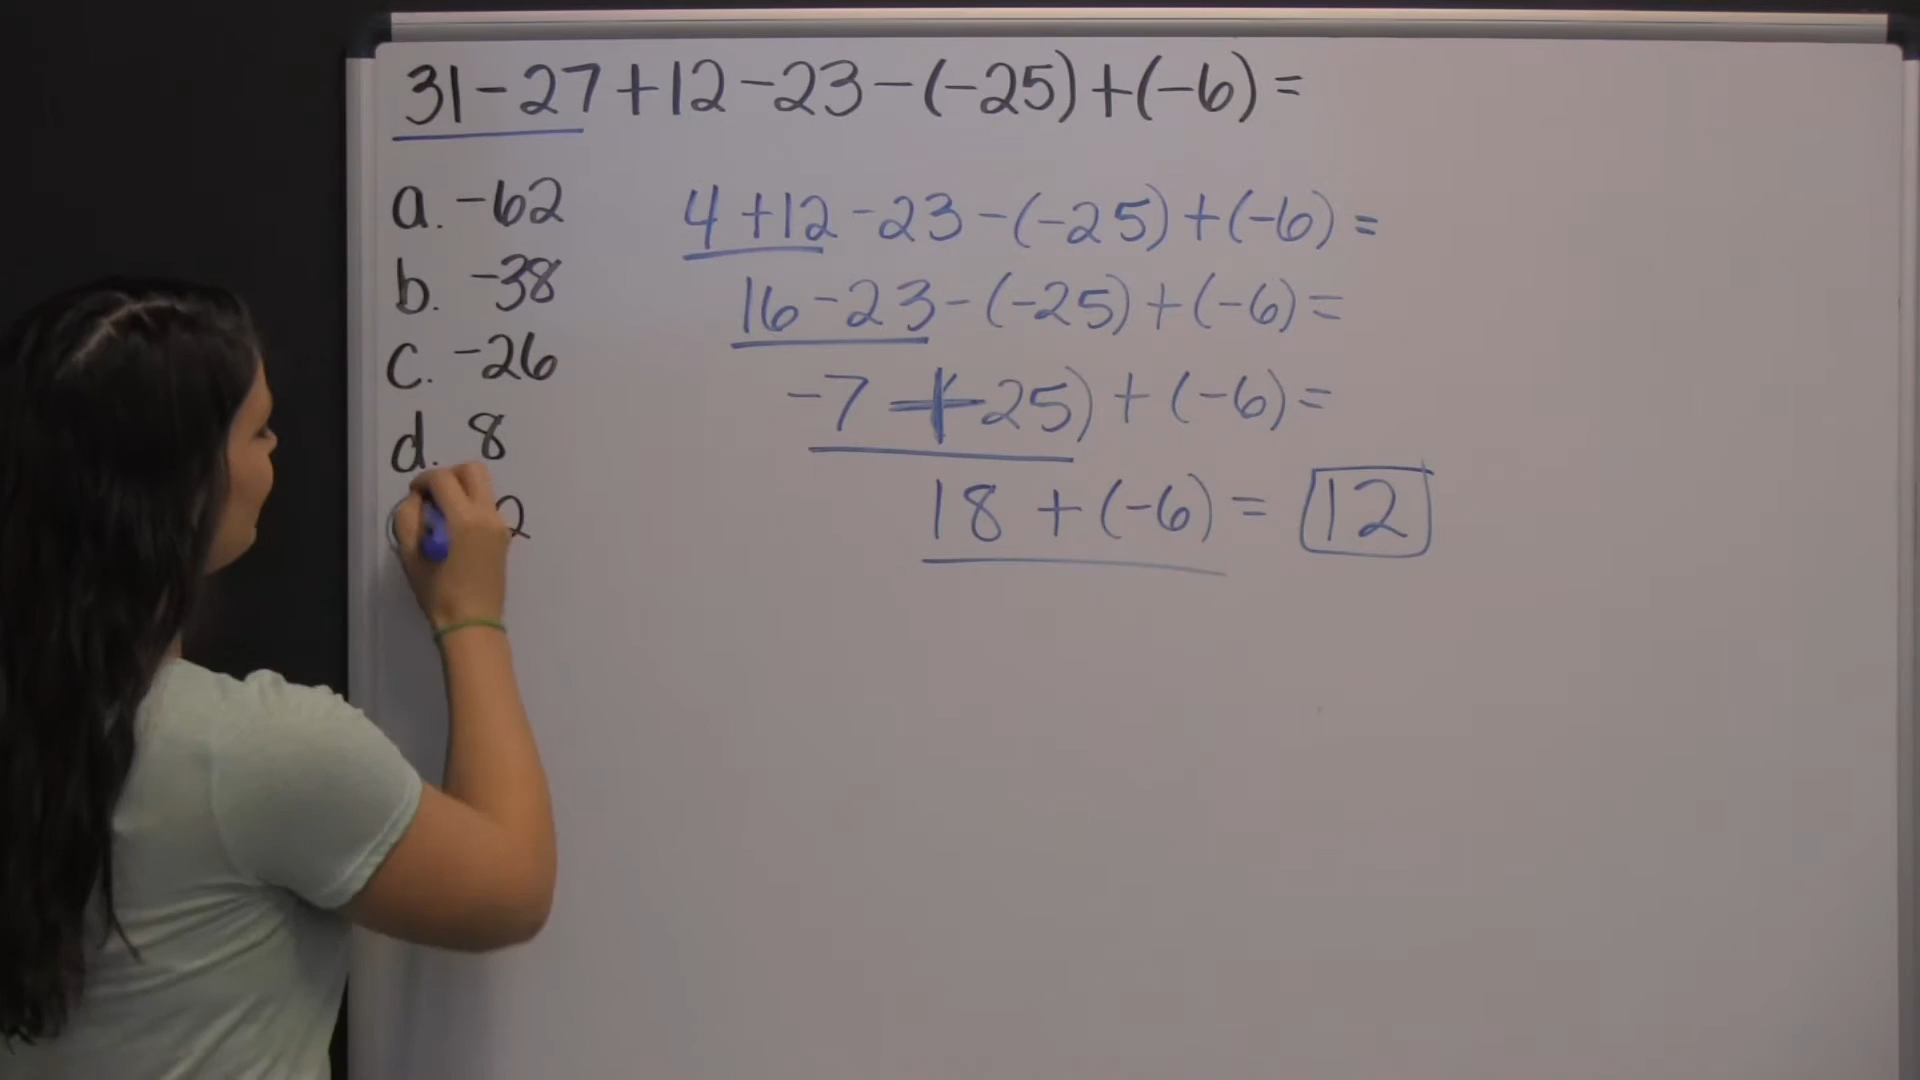 31-27+12-23-(-25)+(-6)=
a. -62
b. -38
c. -26
d. 8
2
4+12-23-(-25)+(-6)=
16-23-(-25)+(-6)=
-7+25)+(-6)=
18+(-6)=12